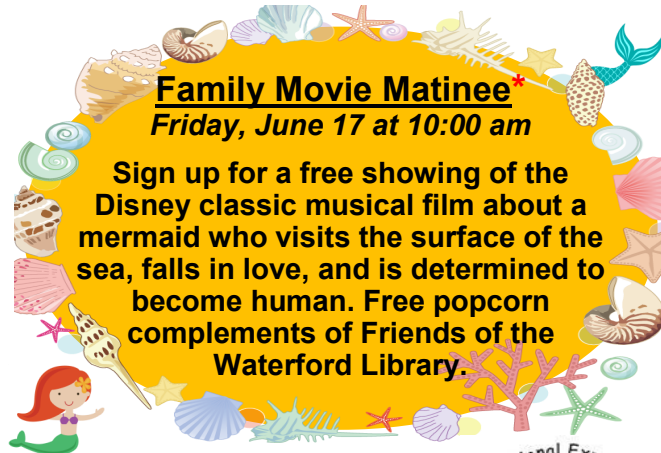 Family Movie Matinee*
Friday, June 17 at 10:00 am
Sign up for a free showing of the
Disney classic musical film about a
mermaid who visits the surface of the
sea, falls in love, and is determined to
become human. Free popcorn
complements of Friends of the
Waterford Library.